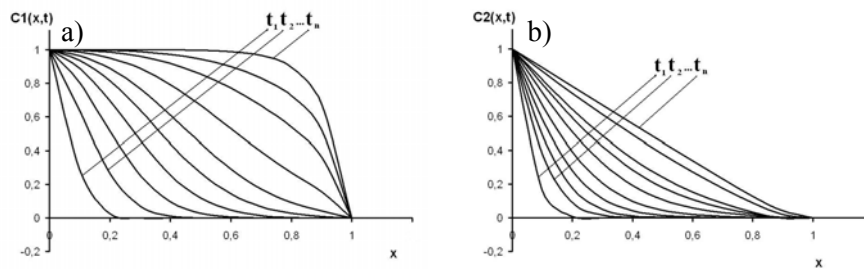 C1(x,t)
a)
t₁ t₂ ... tₙ
1
0,8
0,6
0,4
0,2
0
-0,2
0 0,2 0,4 0,6 0,8 1
x
C2(x,t)
b)
t₁ t₂ ... tₙ
1
0,8
0,6
0,4
0,2
0
-0,2
0 0,2 0,4 0,6 0,8 1
x